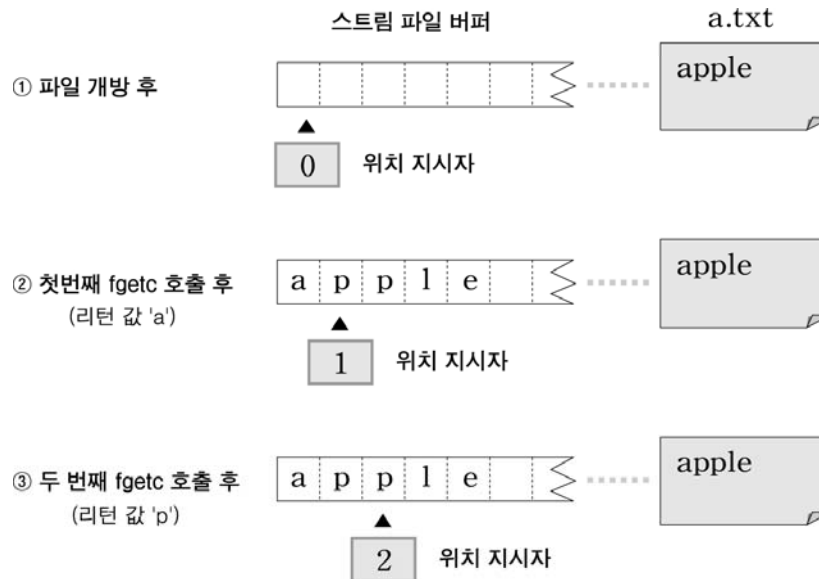 스트림 파일 버퍼
a.txt
① 파일 개방 후
apple
0 위치 지시자
② 첫번째 fgetc 호출 후
(리턴 값 'a')
a p p l e
apple
1 위치 지시자
③ 두 번째 fgetc 호출 후
(리턴 값 'p')
a p p l e
apple
2 위치 지시자